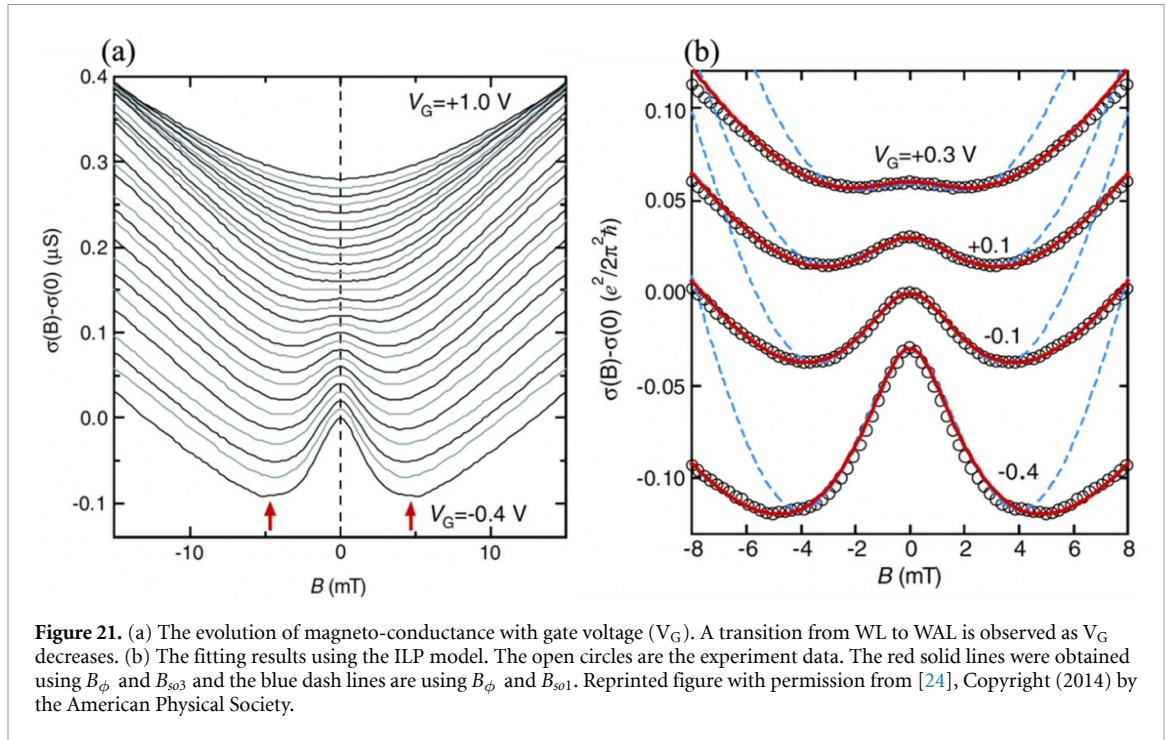 (a)
(b)
0.4
0.3
0.2
0.1
0.0
-0.1
σ(B)-σ(0) (μS)
V_G=+1.0 V
V_G=-0.4 V
-10
0
10
B (mT)
0.10
0.05
0.00
-0.05
-0.10
σ(B)-σ(0) (e²/2π²ħ)
V_G=+0.3 V
+0.1
-0.1
-0.4
-8
-6
-4
-2
0
2
4
6
8
B (mT)
Figure 21. (a) The evolution of magneto-conductance with gate voltage (V_G). A transition from WL to WAL is observed as V_G
decreases. (b) The fitting results using the ILP model. The open circles are the experiment data. The red solid lines were obtained
using B_ϕ and B_so3 and the blue dash lines are using B_ϕ and B_so1. Reprinted figure with permission from [24], Copyright (2014) by
the American Physical Society.